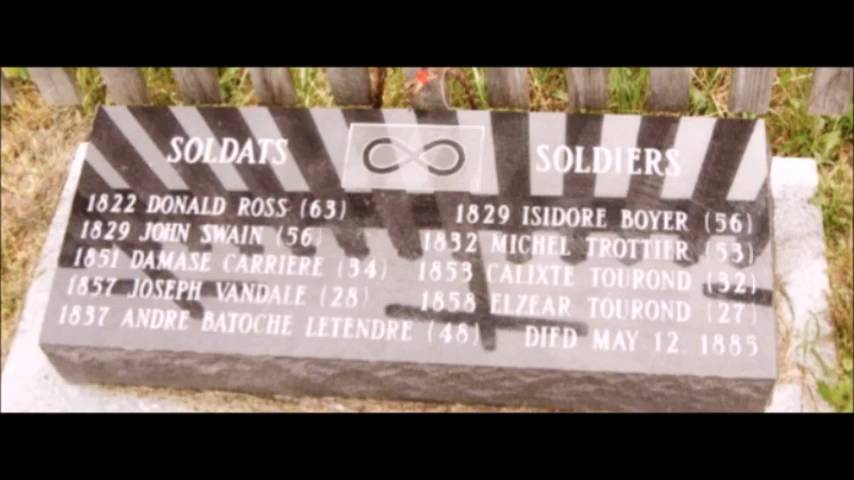 SOLDATS SOLDIERS
1822 DONALD ROSS (63) 1829 ISIDORE BOYER (56)
1829 JOHN SWAIN (56) 1832 MICHEL TROTTIER (53)
1851 DAMASE CARRIERE (34) 1853 CALIXTE TOUROND (32)
1857 JOSEPH VANDALE (28) 1858 ELZEAR TOUROND (27)
1837 ANDRE BATOCHE LETENDRE (48) DIED MAY 12, 1885